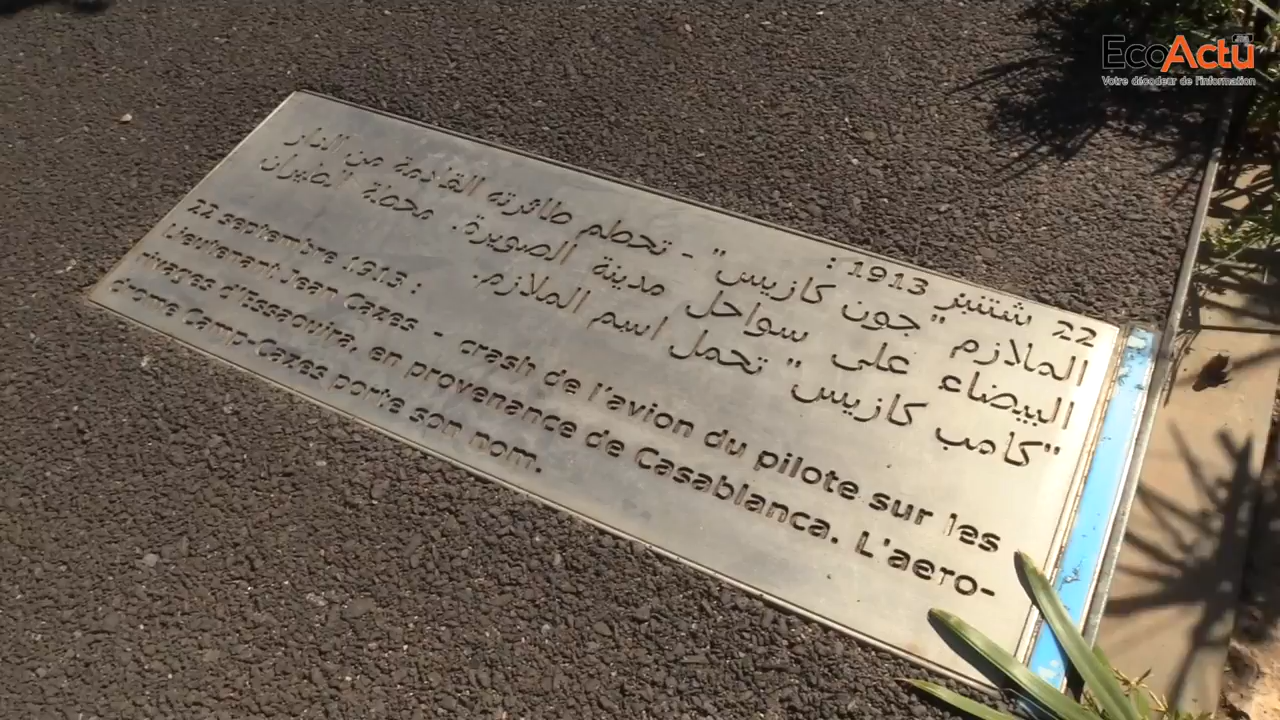 EcoActu .ma
Votre décodeur de l'information
22 شتنبر 1913 :
الملازم "جون كازيس" - تحطم طائرته القادمة من الدار
البيضاء على سواحل مدينة الصويرة. محطة الطيران
"كامب كازيس" تحمل اسم الملازم.
22 septembre 1913 :
Lieutenant Jean Cazes - crash de l'avion du pilote sur les
rivages d'Essaouira, en provenance de Casablanca. L'aero-
drome Camp-Cazes porte son nom.